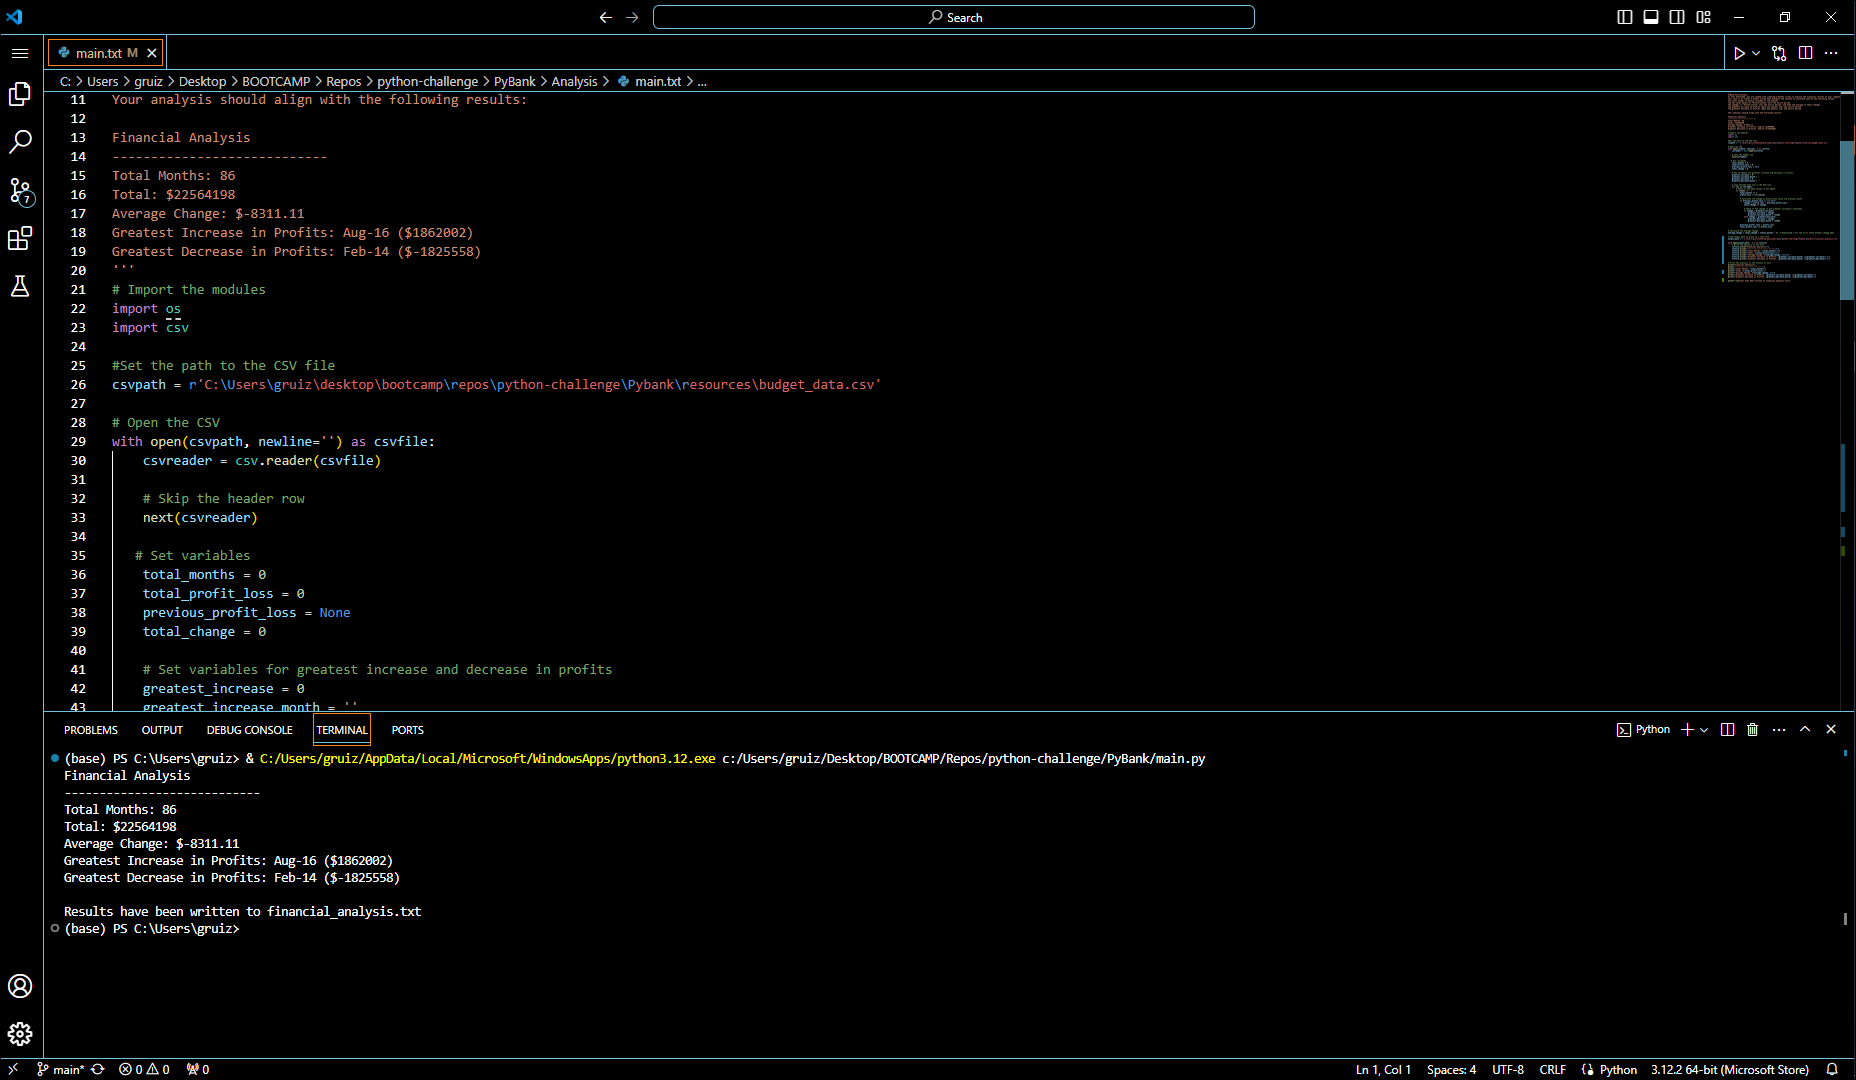 Search
main.txt M
C: > Users > gruiz > Desktop > BOOTCAMP > Repos > python-challenge > PyBank > Analysis > main.txt > ...
11 Your analysis should align with the following results:
12
13 Financial Analysis
14 ----------------------------
15 Total Months: 86
16 Total: $22564198
17 Average Change: $-8311.11
18 Greatest Increase in Profits: Aug-16 ($1862002)
19 Greatest Decrease in Profits: Feb-14 ($-1825558)
20 '''
21 # Import the modules
22 import os
23 import csv
24
25 #Set the path to the CSV file
26 csvpath = r'C:\Users\gruiz\desktop\bootcamp\repos\python-challenge\Pybank\resources\budget_data.csv'
27
28 # Open the CSV
29 with open(csvpath, newline='') as csvfile:
30 csvreader = csv.reader(csvfile)
31
32 # Skip the header row
33 next(csvreader)
34
35 # Set variables
36 total_months = 0
37 total_profit_loss = 0
38 previous_profit_loss = None
39 total_change = 0
40
41 # Set variables for greatest increase and decrease in profits
42 greatest_increase = 0
43 greatest_increase_month = ''
7
PROBLEMS OUTPUT DEBUG CONSOLE TERMINAL PORTS
Python
(base) PS C:\Users\gruiz> & C:/Users/gruiz/AppData/Local/Microsoft/WindowsApps/python3.12.exe c:/Users/gruiz/Desktop/BOOTCAMP/Repos/python-challenge/PyBank/main.py
Financial Analysis
----------------------------
Total Months: 86
Total: $22564198
Average Change: $-8311.11
Greatest Increase in Profits: Aug-16 ($1862002)
Greatest Decrease in Profits: Feb-14 ($-1825558)
Results have been written to financial_analysis.txt
(base) PS C:\Users\gruiz>
main* 0 0 0 Ln 1, Col 1 Spaces: 4 UTF-8 CRLF Python 3.12.2 64-bit (Microsoft Store)